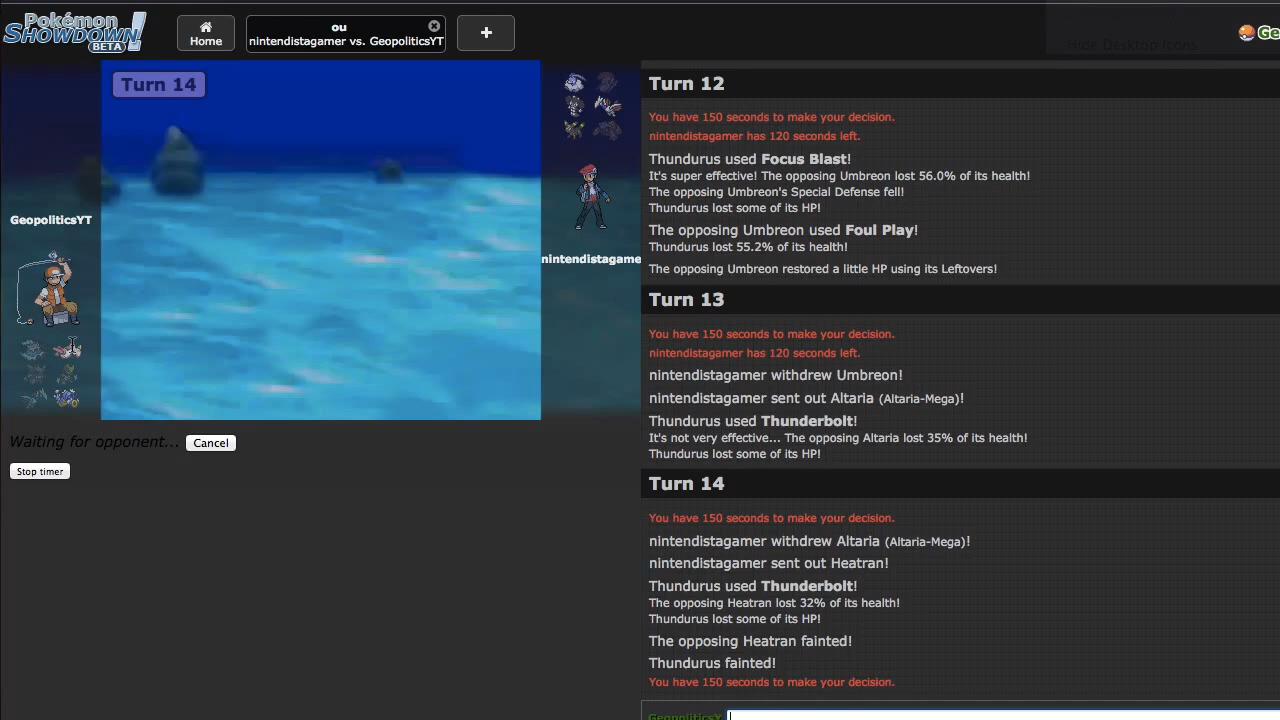 Pokémon
SHOWDOWN!
BETA
Home
ou
nintendistagamer vs. GeopoliticsYT
+
Hide Desktop Icons
Ge
Turn 14
GeopoliticsYT
nintendistagame
Waiting for opponent... Cancel
Stop timer
Turn 12
You have 150 seconds to make your decision.
nintendistagamer has 120 seconds left.
Thundurus used Focus Blast!
It's super effective! The opposing Umbreon lost 56.0% of its health!
The opposing Umbreon's Special Defense fell!
Thundurus lost some of its HP!
The opposing Umbreon used Foul Play!
Thundurus lost 55.2% of its health!
The opposing Umbreon restored a little HP using its Leftovers!
Turn 13
You have 150 seconds to make your decision.
nintendistagamer has 120 seconds left.
nintendistagamer withdrew Umbreon!
nintendistagamer sent out Altaria (Altaria-Mega)!
Thundurus used Thunderbolt!
It's not very effective... The opposing Altaria lost 35% of its health!
Thundurus lost some of its HP!
Turn 14
You have 150 seconds to make your decision.
nintendistagamer withdrew Altaria (Altaria-Mega)!
nintendistagamer sent out Heatran!
Thundurus used Thunderbolt!
The opposing Heatran lost 32% of its health!
Thundurus lost some of its HP!
The opposing Heatran fainted!
Thundurus fainted!
You have 150 seconds to make your decision.
GeopoliticsY